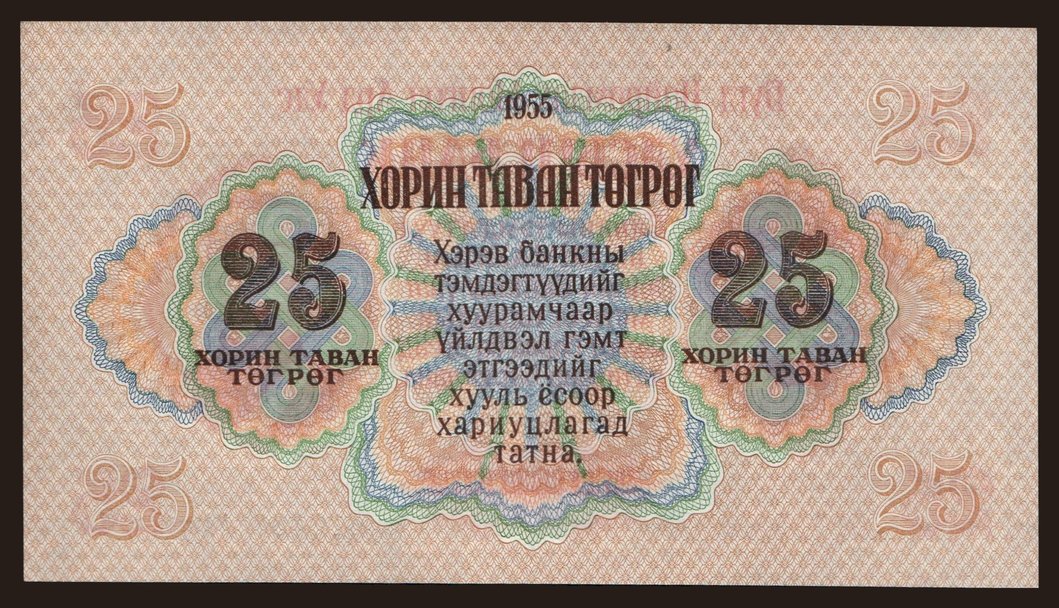 25
25
1955
ХОРИН ТАВАН ТӨГРӨГ
25
ХОРИН ТАВАН
ТӨГРӨГ
Хэрэв банкны
тэмдэгтүүдийг
хуурамчаар
үйлдвэл гэмт
этгээдийг
хууль ёсоор
хариуцлагад
татна.
25
ХОРИН ТАВАН
ТӨГРӨГ
25
25